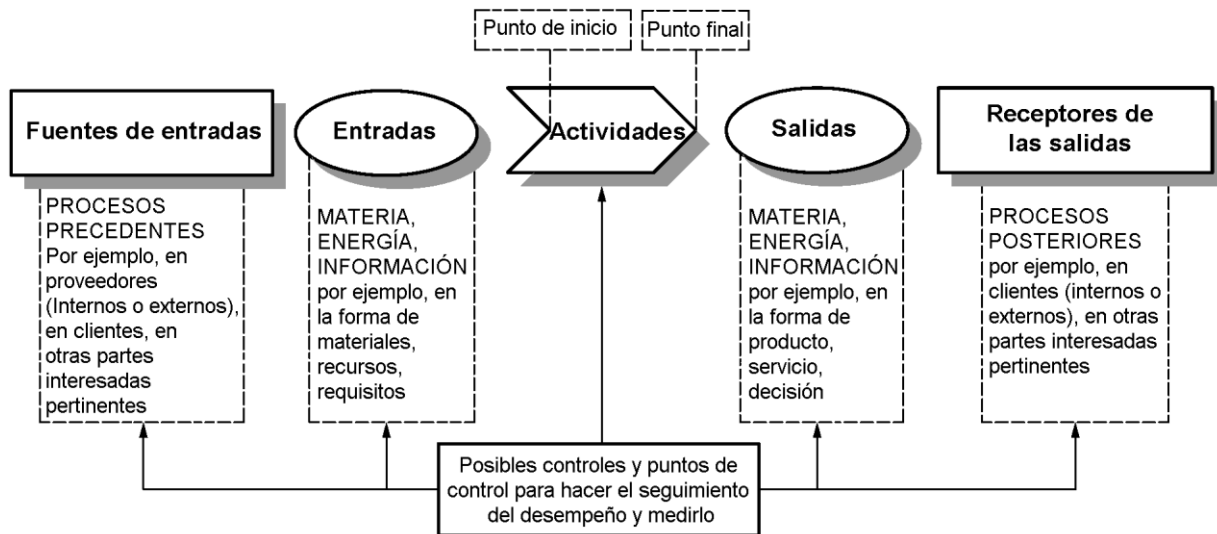 Punto de inicio
Punto final
Fuentes de entradas
Entradas
Actividades
Salidas
Receptores de
las salidas
PROCESOS
PRECEDENTES
Por ejemplo, en
proveedores
(Internos o externos),
en clientes, en
otras partes
interesadas
pertinentes
MATERIA,
ENERGÍA,
INFORMACIÓN
por ejemplo, en
la forma de
materiales,
recursos,
requisitos
MATERIA,
ENERGÍA,
INFORMACIÓN
por ejemplo, en
la forma de
producto,
servicio,
decisión
PROCESOS
POSTERIORES
por ejemplo, en
clientes (internos o
externos), en otras
partes interesadas
pertinentes
Posibles controles y puntos de
control para hacer el seguimiento
del desempeño y medirlo